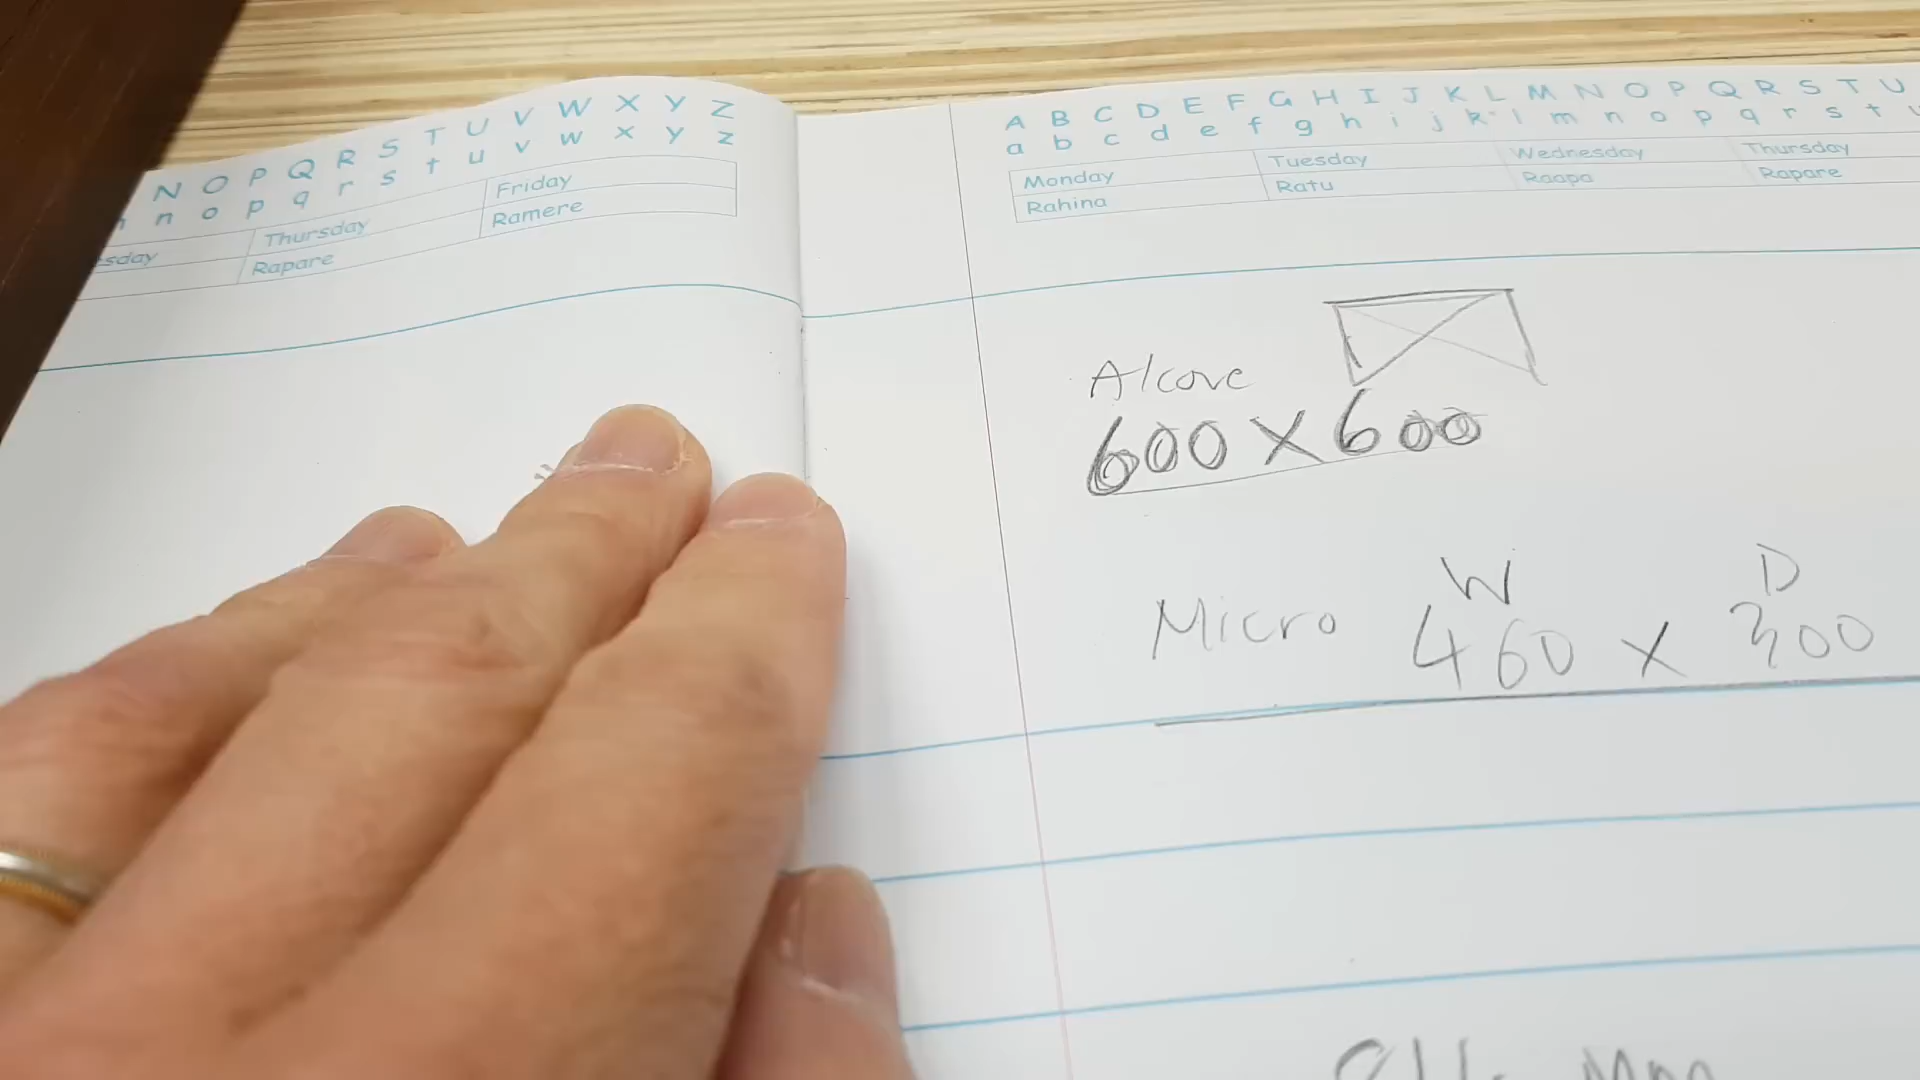 N O P Q R S T U V W X Y Z
n o p q r s t u v w x y z
Thursday Friday
Rapare Ramere
A B C D E F G H I J K L M N O P Q R S T U
a b c d e f g h i j k l m n o p q r s t u
Monday Tuesday Wednesday Thursday
Rahina Ratu Raapa Rapare
Alcove
600 X 600
W D
Micro 460 X 300